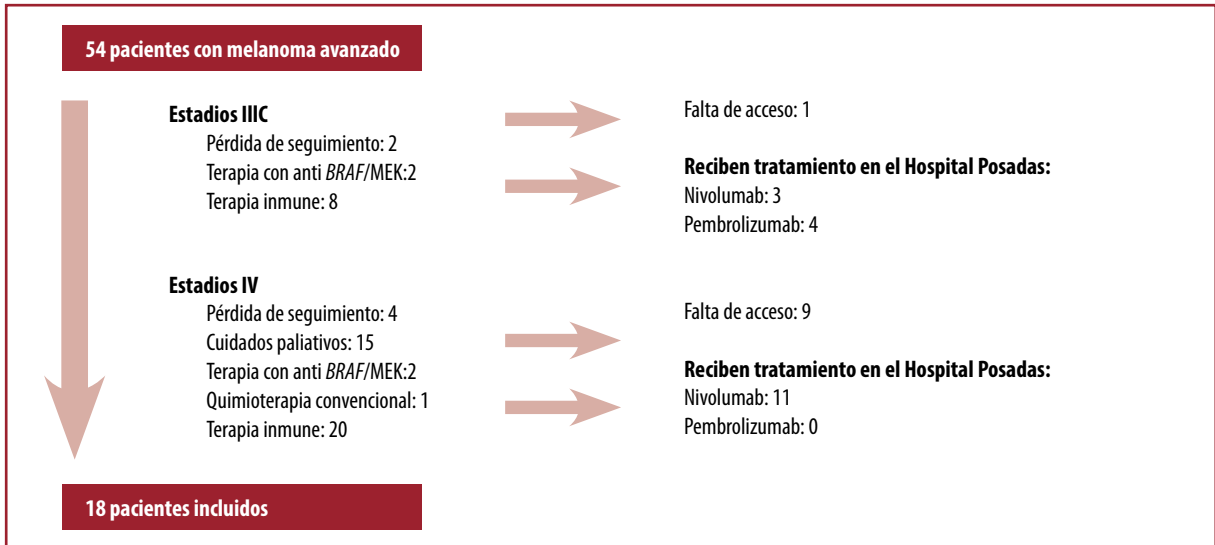 54 pacientes con melanoma avanzado
Estadios IIIC
Pérdida de seguimiento: 2
Terapia con anti BRAF/MEK:2
Terapia inmune: 8
Falta de acceso: 1
Reciben tratamiento en el Hospital Posadas:
Nivolumab: 3
Pembrolizumab: 4
Estadios IV
Pérdida de seguimiento: 4
Cuidados paliativos: 15
Terapia con anti BRAF/MEK:2
Quimioterapia convencional: 1
Terapia inmune: 20
Falta de acceso: 9
Reciben tratamiento en el Hospital Posadas:
Nivolumab: 11
Pembrolizumab: 0
18 pacientes incluidos